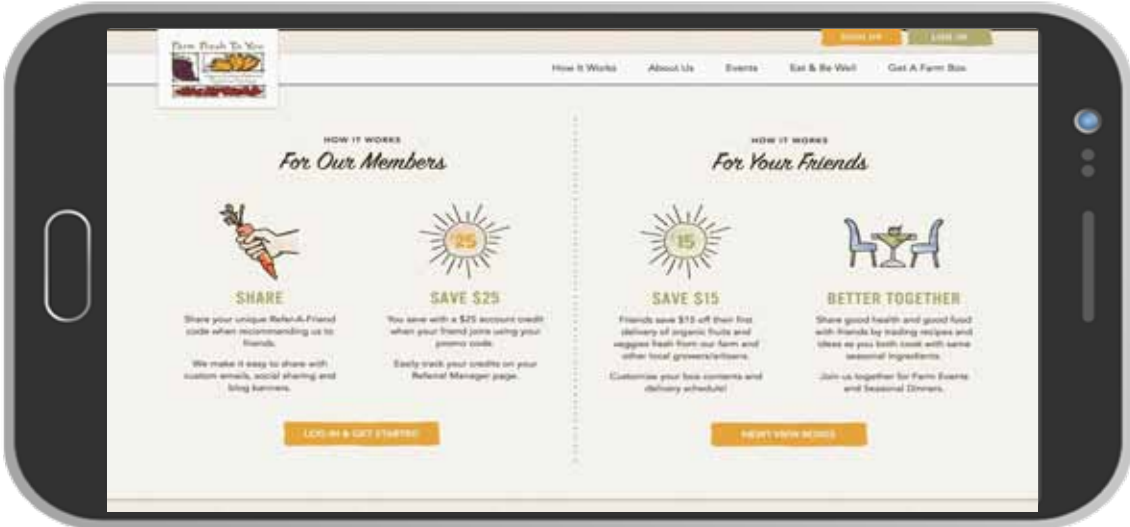 Farm Fresh To You
SIGN UP
LOG IN
How It Works
About Us
Events
Eat & Be Well
Get A Farm Box
HOW IT WORKS
For Our Members
SHARE
Share your unique Refer-A-Friend
code when recommending us to
friends.
We make it easy to share with
custom emails, social sharing and
blog banners.
$25
SAVE $25
You save with a $25 account credit
when your friend joins using your
promo code.
Easily track your credits on your
Referral Manager page.
LOG IN & GET STARTED
HOW IT WORKS
For Your Friends
$15
SAVE $15
Friends save $15 off their first
delivery of organic fruits and
veggies fresh from our farm and
other local growers/artisans.
Customize your box contents and
delivery schedule!
BETTER TOGETHER
Share good health and good food
with friends by trading recipes and
ideas as you both cook with same
seasonal ingredients.
Join us together for Farm Events
and Seasonal Dinners.
NEW? VIEW BOXES